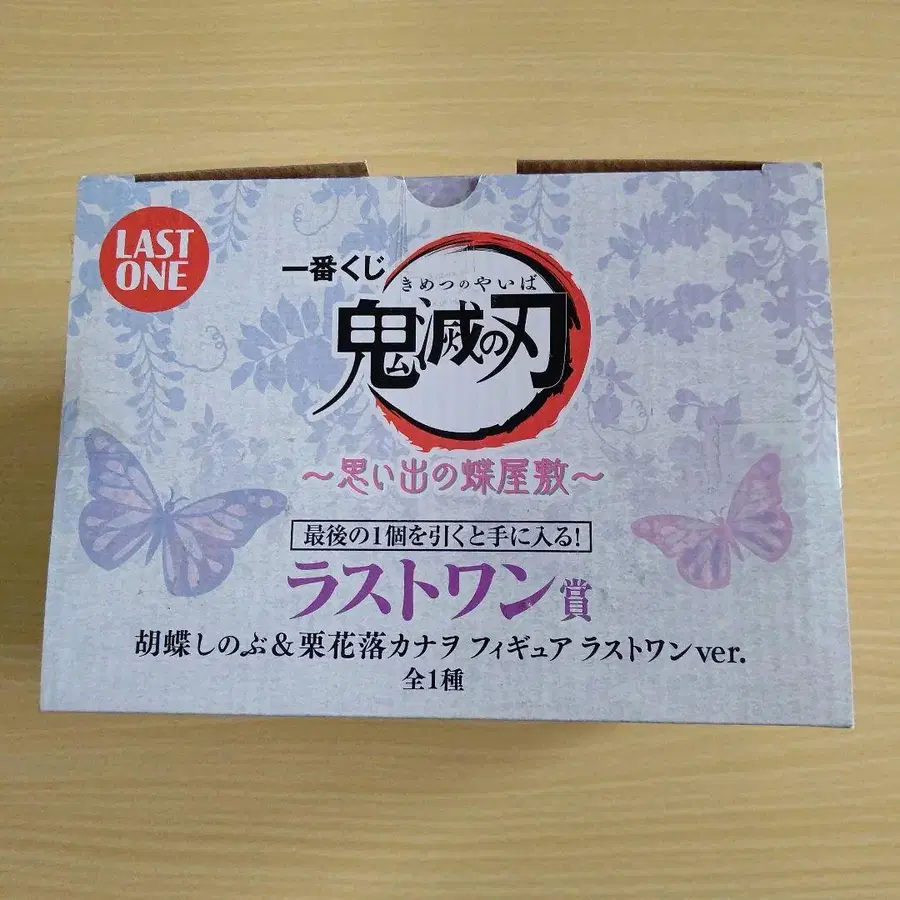 LAST
ONE
一番くじ
きめつのやいば
鬼滅の刃
～思い出の蝶屋敷～
最後の1個を引くと手に入る!
ラストワン賞
胡蝶しのぶ&栗花落カナヲ フィギュア ラストワンver.
全1種